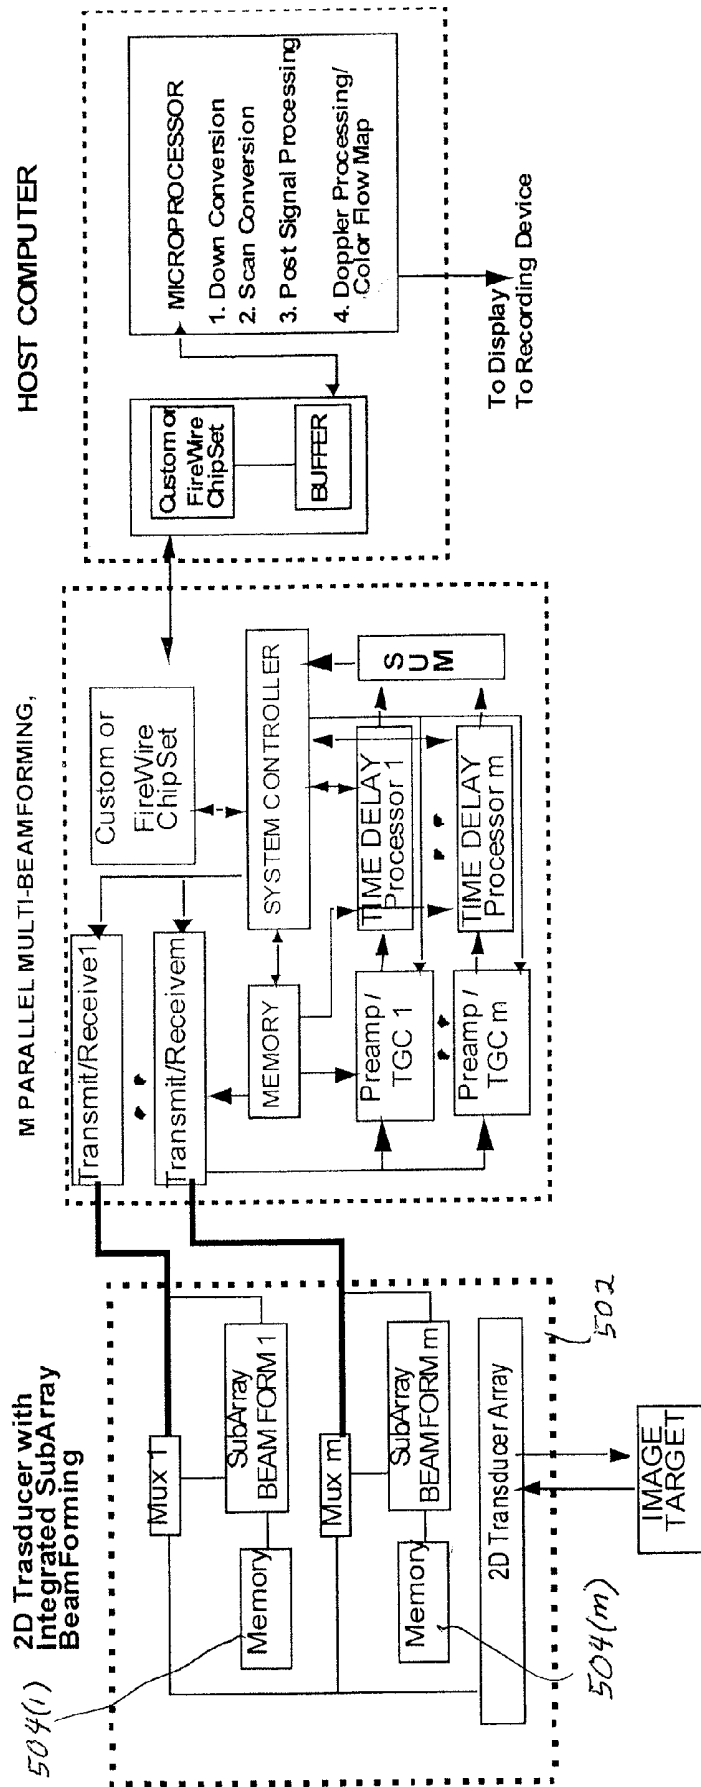 2D Trasducer with
Integrated SubArray
BeamForming
504(1)
Mux 1
SubArray
BEAM FORM 1
Memory
Mux m
SubArray
BEAM FORM m
Memory
504(m)
2D Transducer Array
502
IMAGE
TARGET
M PARALLEL MULTI-BEAMFORMING,
Transmit/Receive1
Transmit/Receivem
Custom or
FireWire
ChipSet
MEMORY
SYSTEM CONTROLLER
Preamp/
TGC 1
TIME DELAY
Processor 1
SUM
Preamp/
TGC m
TIME DELAY
Processor m
HOST COMPUTER
Custom or
FireWire
ChipSet
BUFFER
MICROPROCESSOR
1. Down Conversion
2. Scan Conversion
3. Post Signal Processing
4. Doppler Processing/
Color Flow Map
To Display
To Recording Device